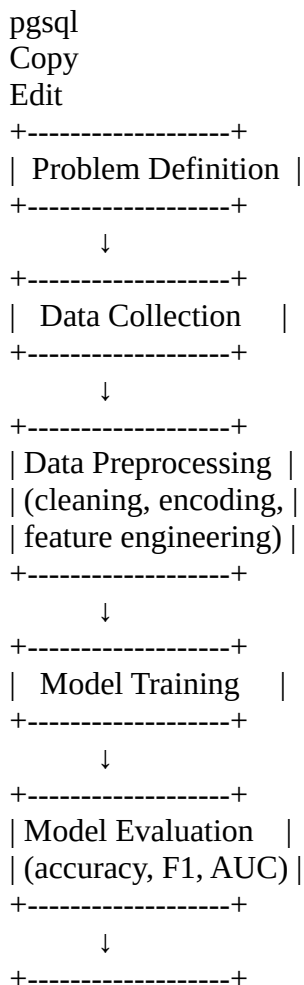 pgsql
Copy
Edit
+-------------------+
|  Problem Definition  |
+-------------------+
↓
+-------------------+
|   Data Collection     |
+-------------------+
↓
+-------------------+
| Data Preprocessing  |
| (cleaning, encoding, |
| feature engineering) |
+-------------------+
↓
+-------------------+
|   Model Training     |
+-------------------+
↓
+-------------------+
| Model Evaluation    |
| (accuracy, F1, AUC) |
+-------------------+
↓
+-------------------+